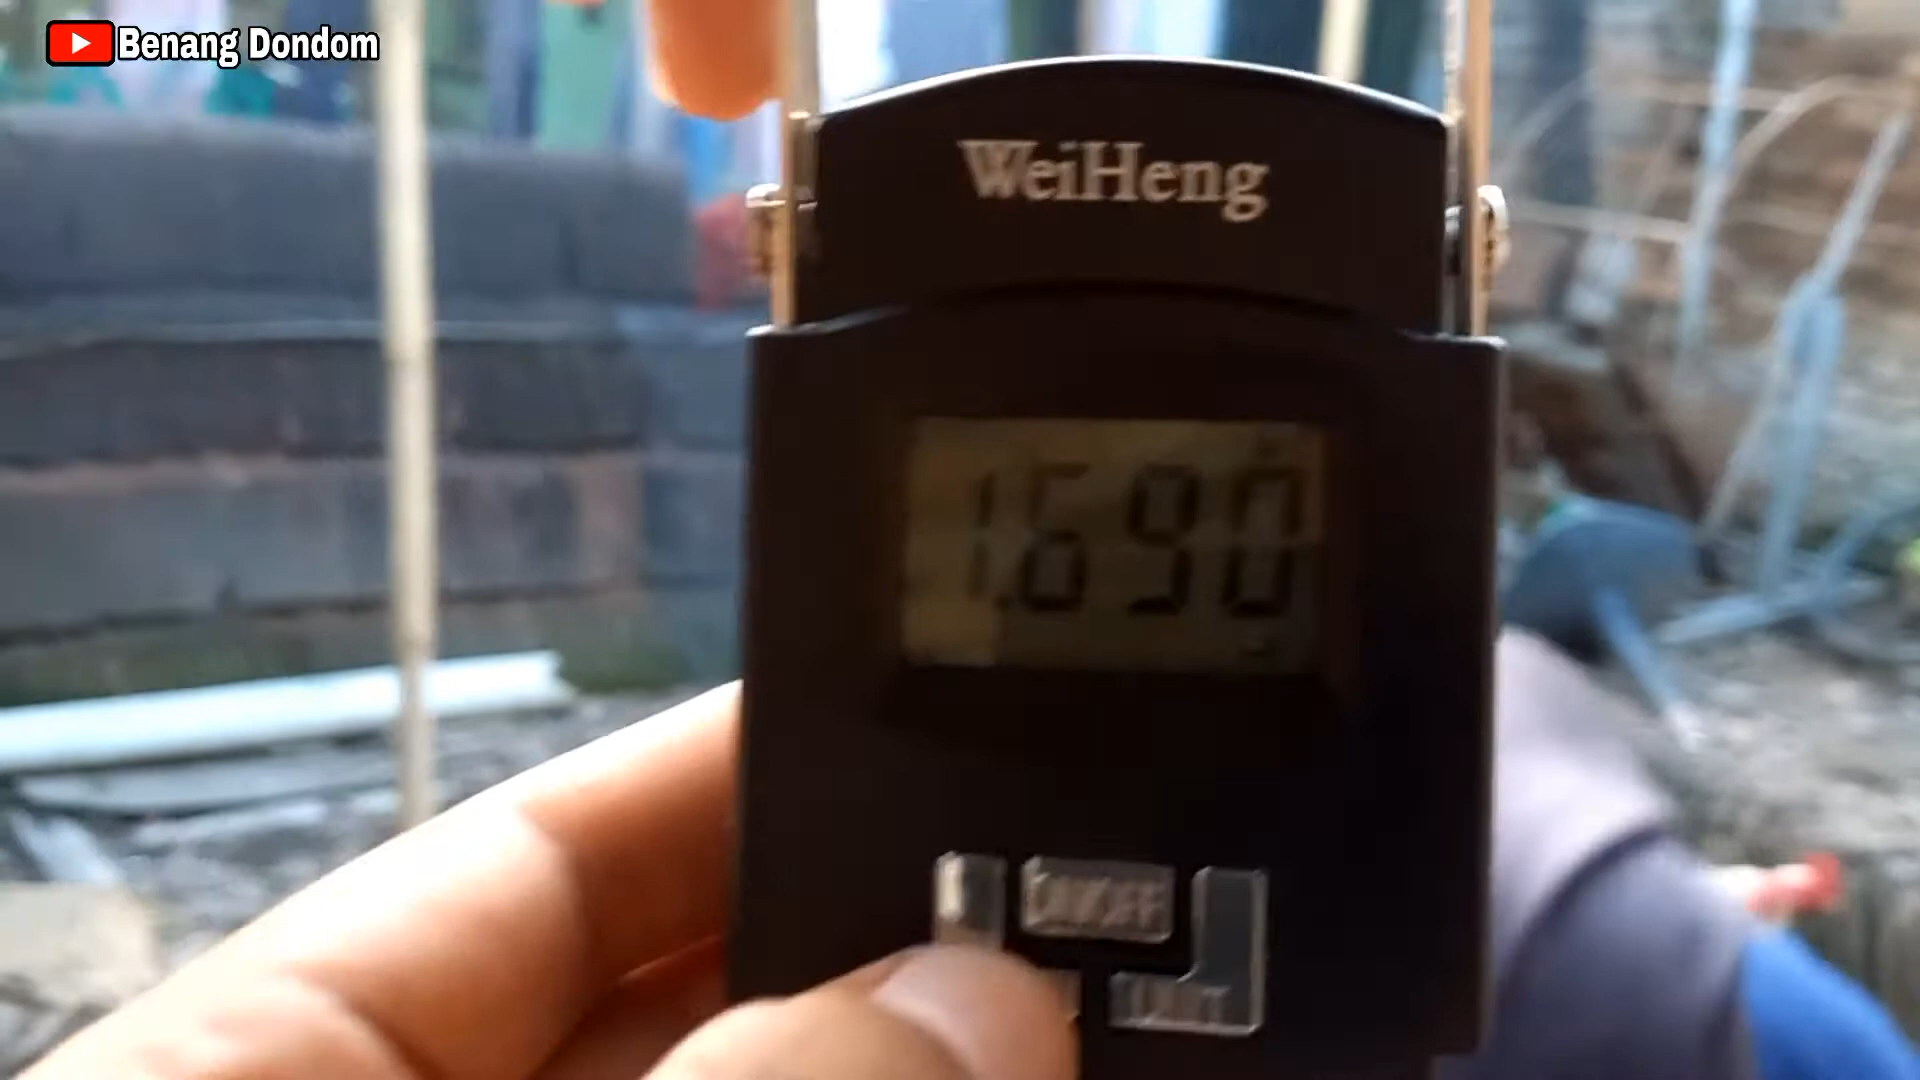 Benang Dondom
WeiHeng
1.690
ON/OFF
UNIT